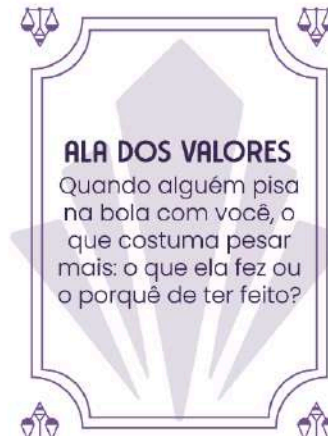 ALA DOS VALORES
Quando alguém pisa
na bola com você, o
que costuma pesar
mais: o que ela fez ou
o porquê de ter feito?